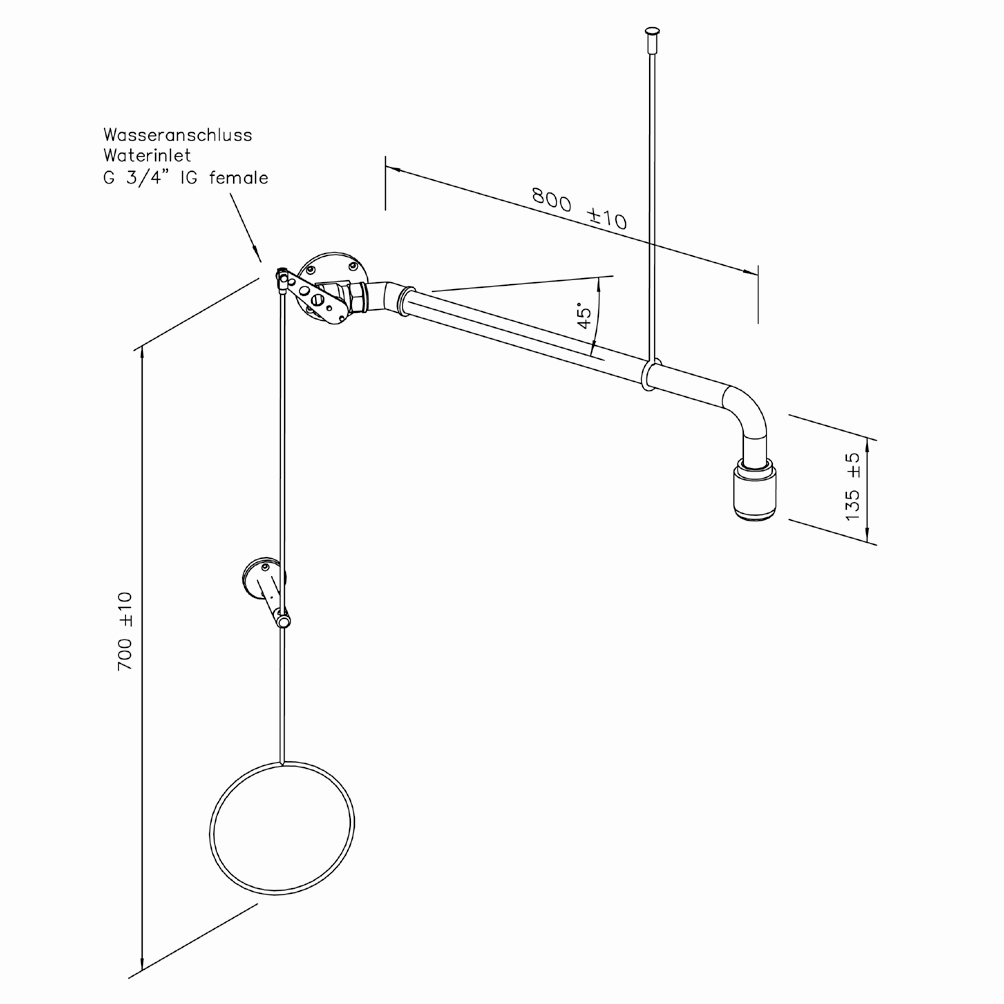 Wasseranschluss
Waterinlet
G 3/4” IG female
800 ±10
45°
135 ±5
700 ±10